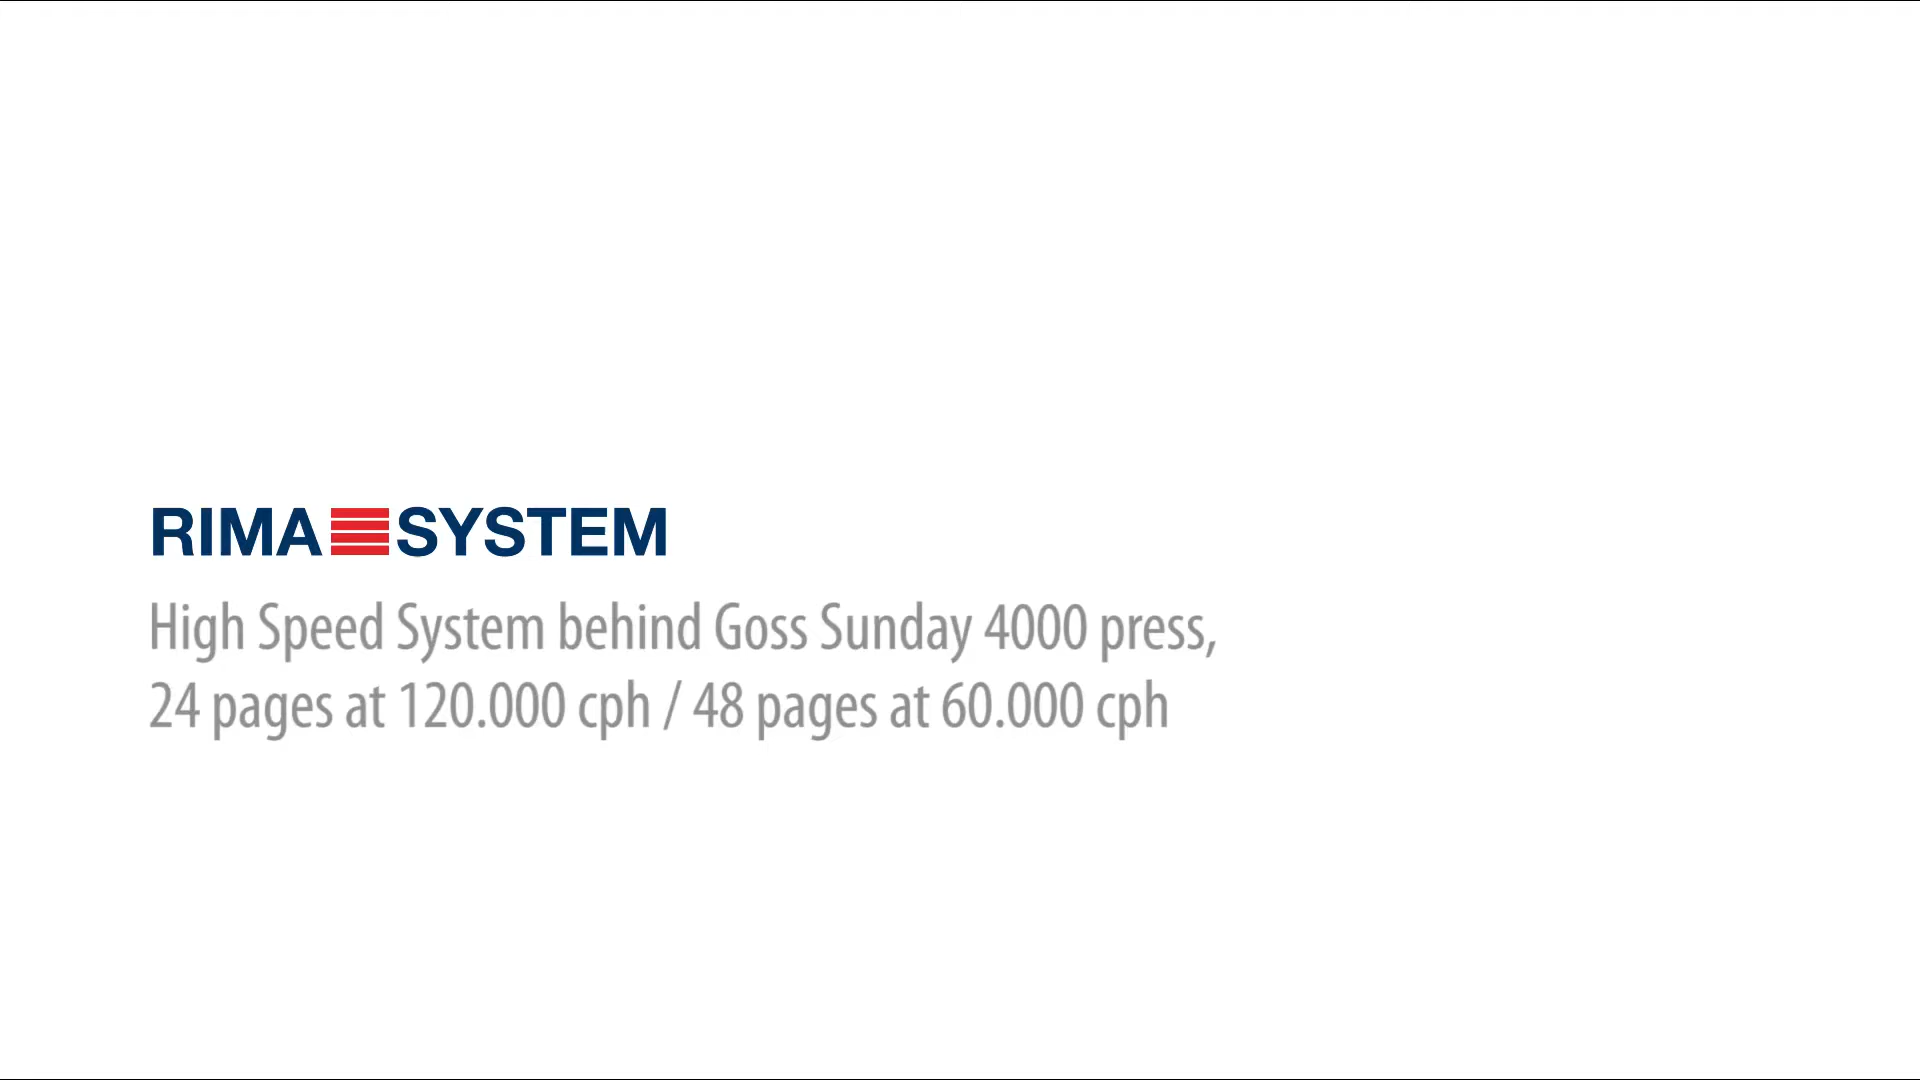 RIMA SYSTEM
High Speed System behind Goss Sunday 4000 press,
24 pages at 120.000 cph / 48 pages at 60.000 cph